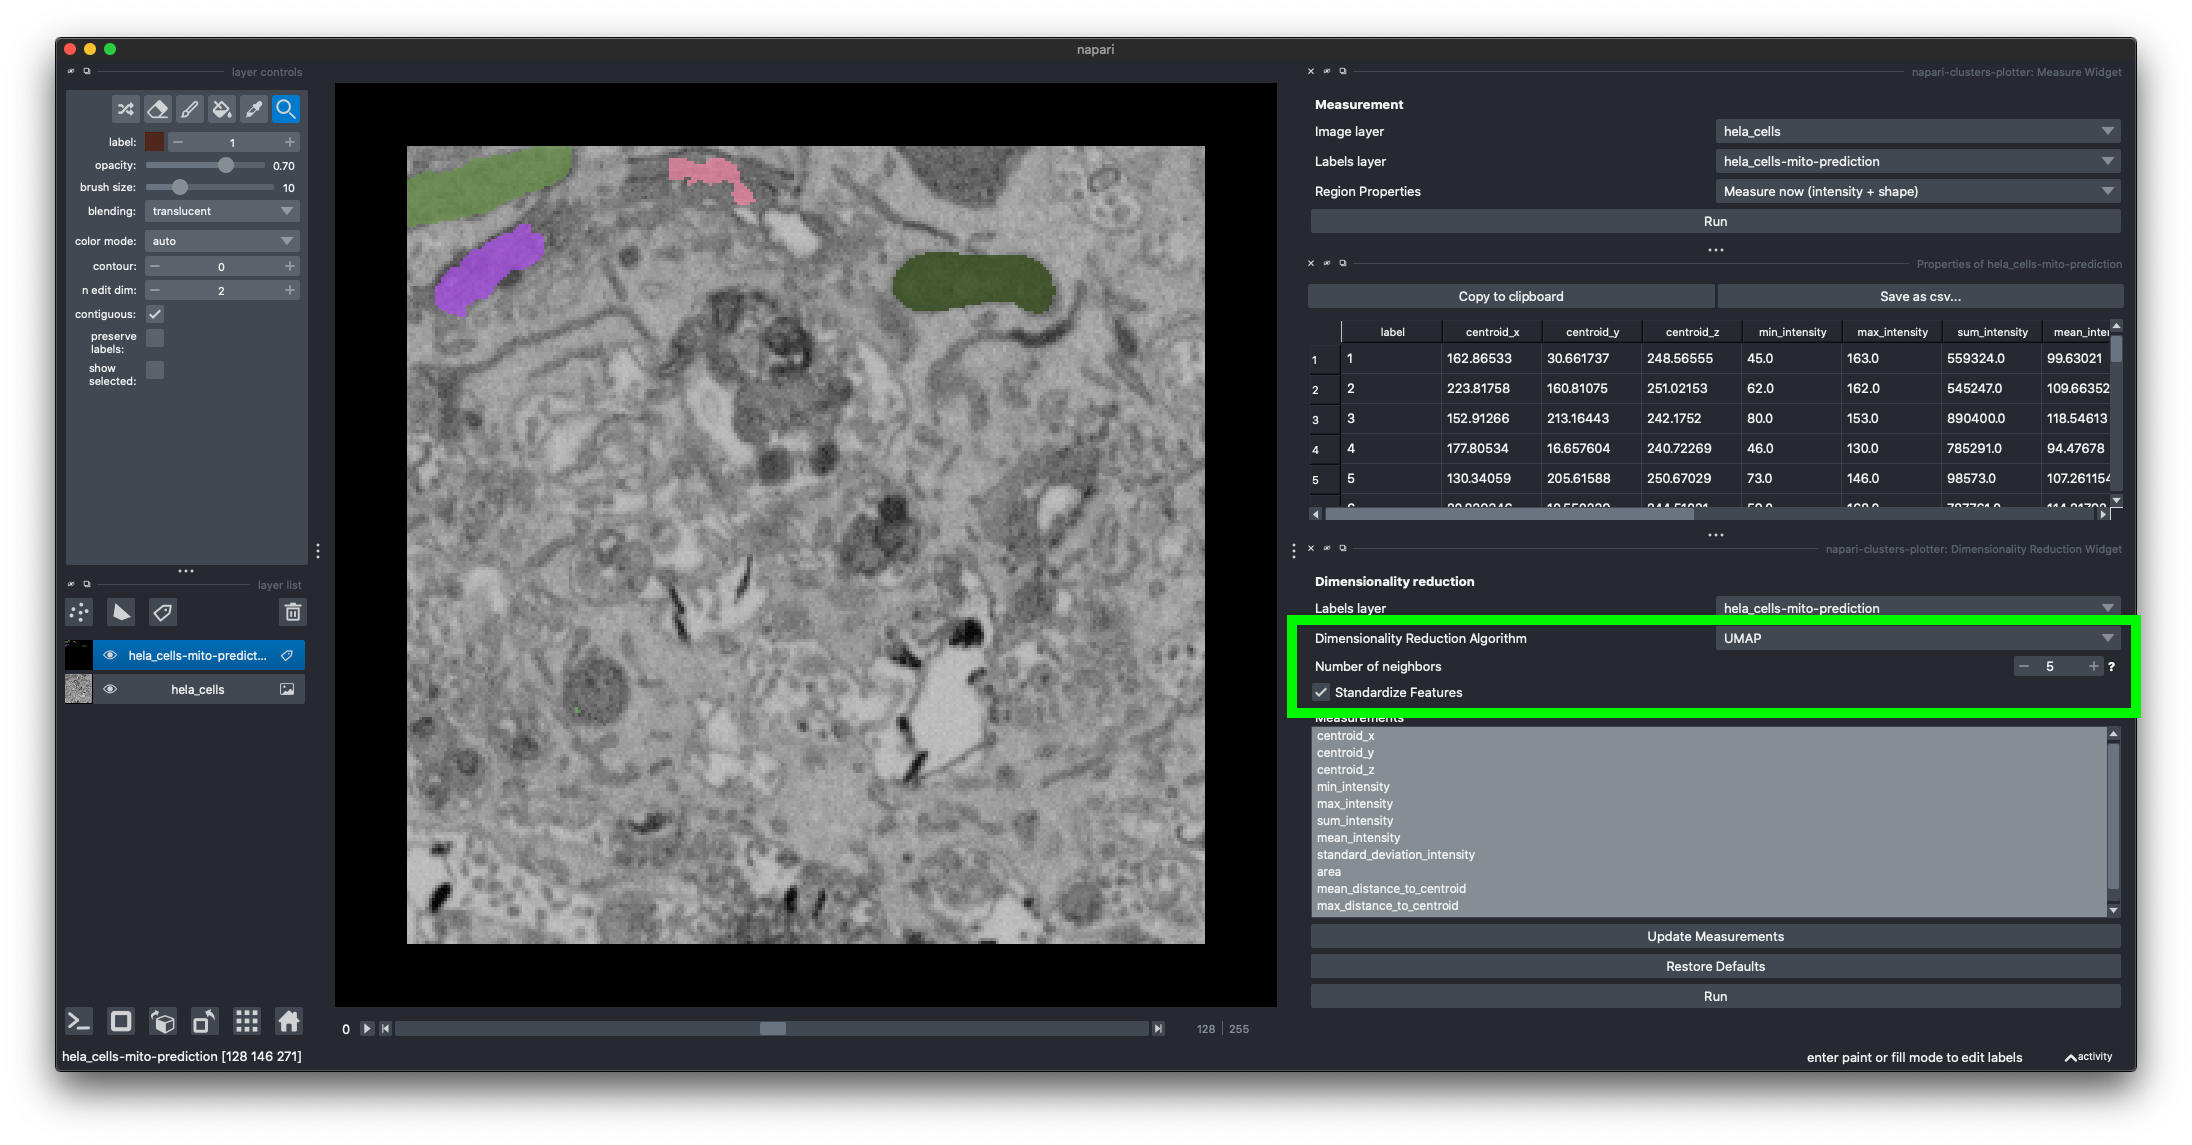 napari
layer controls
label:
1
opacity:
0.70
brush size:
10
blending:
translucent
color mode:
auto
contour:
0
n edit dim:
2
contiguous:
preserve
labels:
show
selected:
layer list
hela_cells-mito-predict...
hela_cells
0
128 | 255
hela_cells-mito-prediction [128 146 271]
napari-clusters-plotter: Measure Widget
Measurement
Image layer
hela_cells
Labels layer
hela_cells-mito-prediction
Region Properties
Measure now (intensity + shape)
Run
Properties of hela_cells-mito-prediction
Copy to clipboard
Save as csv...
label centroid_x centroid_y centroid_z min_intensity max_intensity sum_intensity mean_inter
1 1 162.86533 30.661737 248.56555 45.0 163.0 559324.0 99.63021
2 2 223.81758 160.81075 251.02153 62.0 162.0 545247.0 109.66352
3 3 152.91266 213.16443 242.1752 80.0 153.0 890400.0 118.54613
4 4 177.80534 16.657604 240.72269 46.0 130.0 785291.0 94.47678
5 5 130.34059 205.61588 250.67029 73.0 146.0 98573.0 107.261154
napari-clusters-plotter: Dimensionality Reduction Widget
Dimensionality reduction
Labels layer
hela_cells-mito-prediction
Dimensionality Reduction Algorithm
UMAP
Number of neighbors
5
?
Standardize Features
Measurements
centroid_x
centroid_y
centroid_z
min_intensity
max_intensity
sum_intensity
mean_intensity
standard_deviation_intensity
area
mean_distance_to_centroid
max_distance_to_centroid
Update Measurements
Restore Defaults
Run
enter paint or fill mode to edit labels
activity